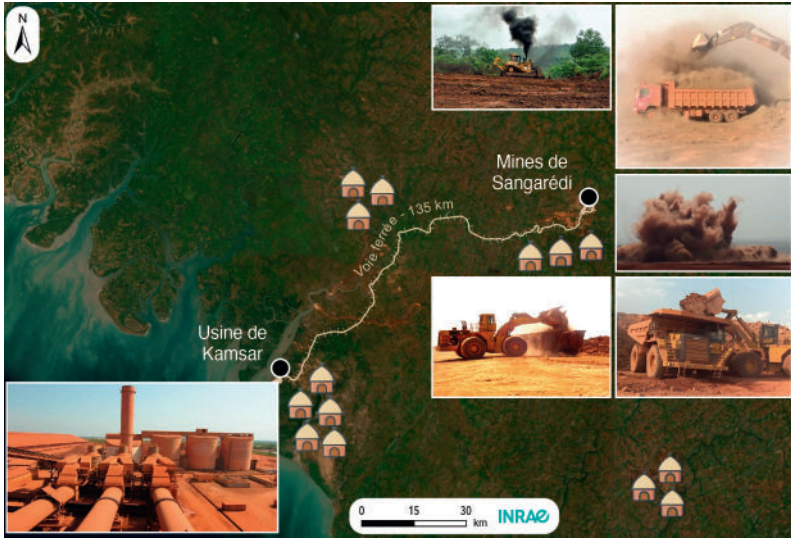 N
Mines de
Sangarédi
Voie ferrée - 135 km
Usine de
Kamsar
0 15 30
km
INRAE